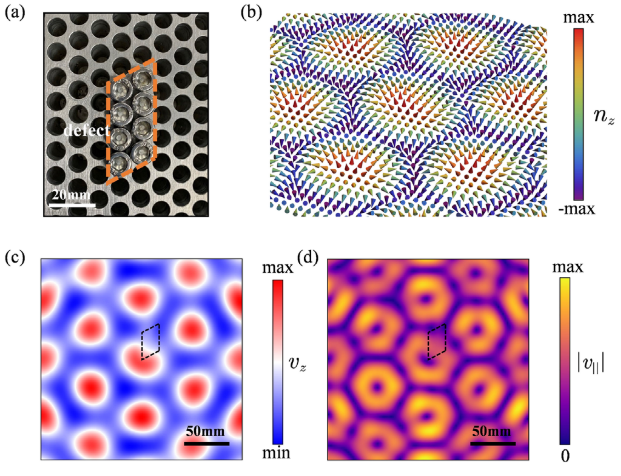 (a)
defect
20mm
(b)
max
n_z
-max
(c)
max
v_z
min
50mm
(d)
max
|v_||||
0
50mm